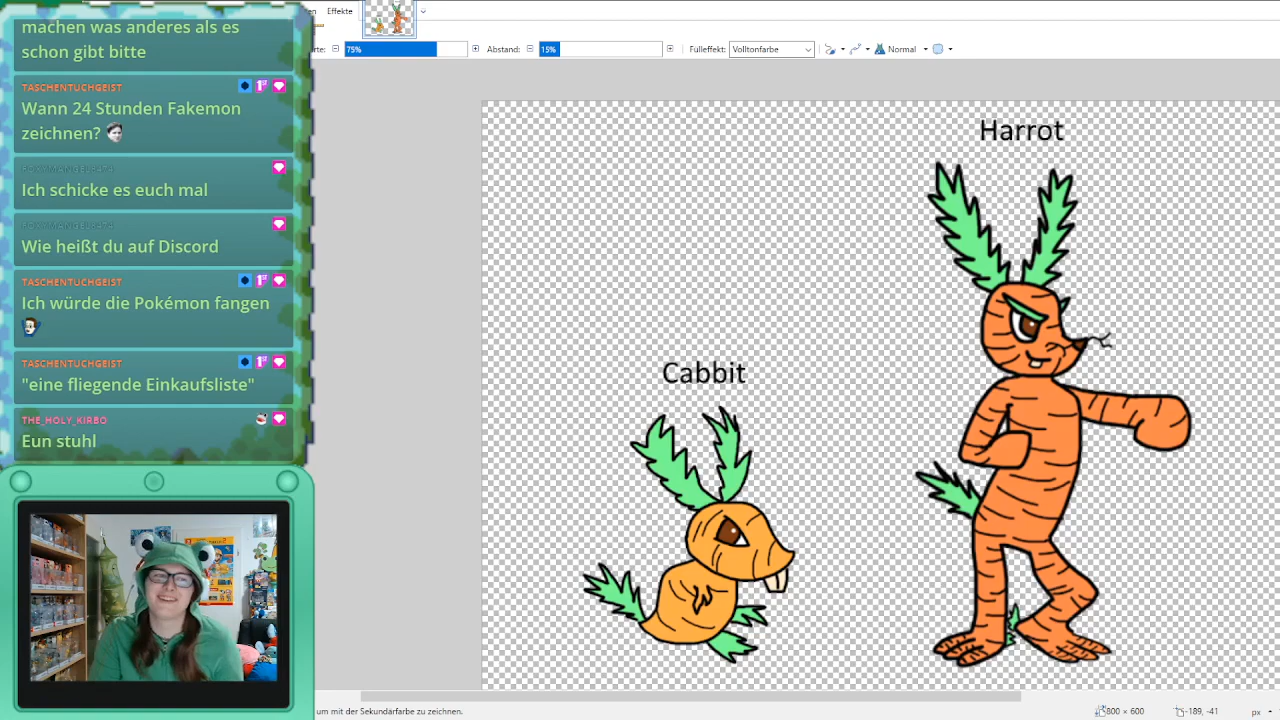 machen was anderes als es
schon gibt bitte
TASCHENTUCHGEIST
Wann 24 Stunden Fakemon
zeichnen?
Ich schicke es euch mal
Wie heißt du auf Discord
TASCHENTUCHGEIST
Ich würde die Pokémon fangen
TASCHENTUCHGEIST
"eine fliegende Einkaufsliste"
THE_HOLY_KIRBO
Eun stuhl
en Effekte
rte: 75% Abstand: 15% Fülleffekt: Volltonfarbe Normal
Harrot
Cabbit
um mit der Sekundärfarbe zu zeichnen.
800 × 600 -189, -41 px